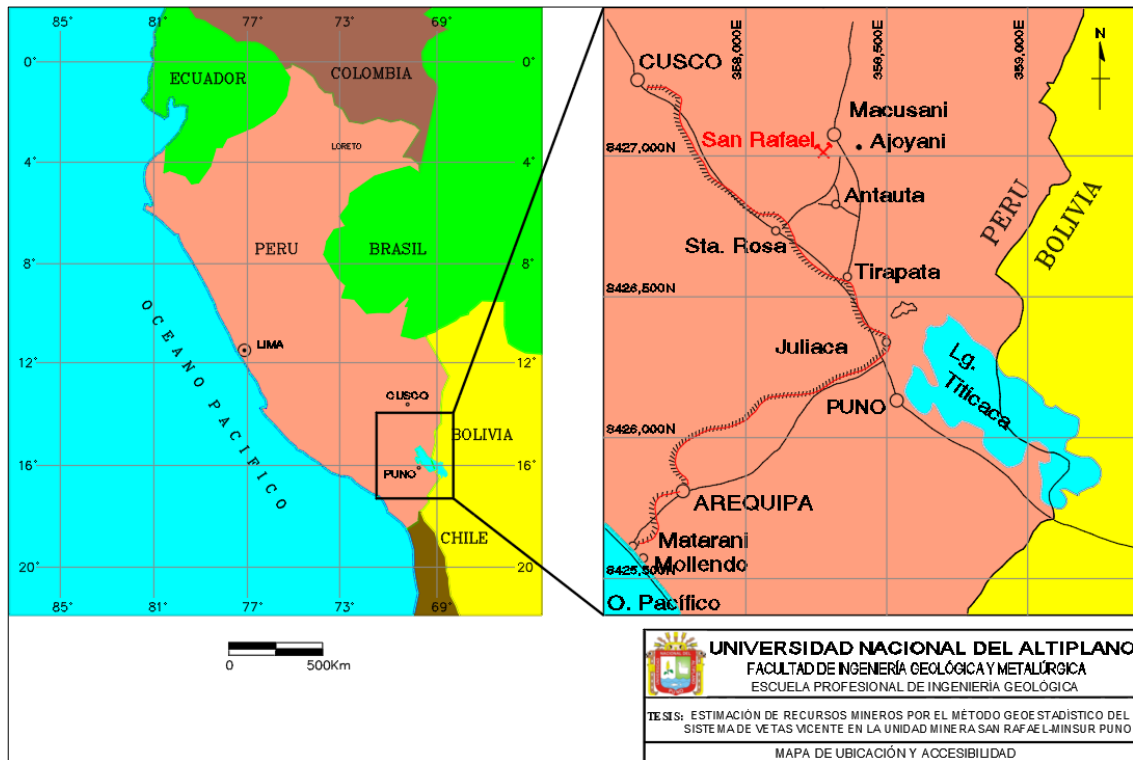 85° 81° 77° 73° 69°
0° 0°
4° 4°
8° 8°
12° 12°
16° 16°
20° 20
85° 81° 77° 73° 69°
ECUADOR
COLOMBIA
LORETO
PERU
BRASIL
OCEANO PACIFICO
LIMA
CUSCO
BOLIVIA
PUNO
CHILE
0 500Km
358,000E
358,500E
359,000E
N
CUSCO
Macusani
San Rafael
Ajoyani
8427,000N
Antauta
PERU
BOLIVIA
Sta. Rosa
Tirapata
8426,500N
Juliaca
Lg.
Titicaca
PUNO
8426,000N
AREQUIPA
Matarani
Mollendo
8425,500N
O. Pacífico
UNIVERSIDAD NACIONAL DEL ALTIPLANO
FACULTAD DE INGENIERÍA GEOLÓGICA Y METALÚRGICA
ESCUELA PROFESIONAL DE INGENIERÍA GEOLÓGICA
TESIS: ESTIMACIÓN DE RECURSOS MINEROS POR EL MÉTODO GEOESTADÍSTICO DEL
SISTEMA DE VETAS VICENTE EN LA UNIDAD MINERA SAN RAFAEL-MINSUR PUNO
MAPA DE UBICACIÓN Y ACCESIBILIDAD